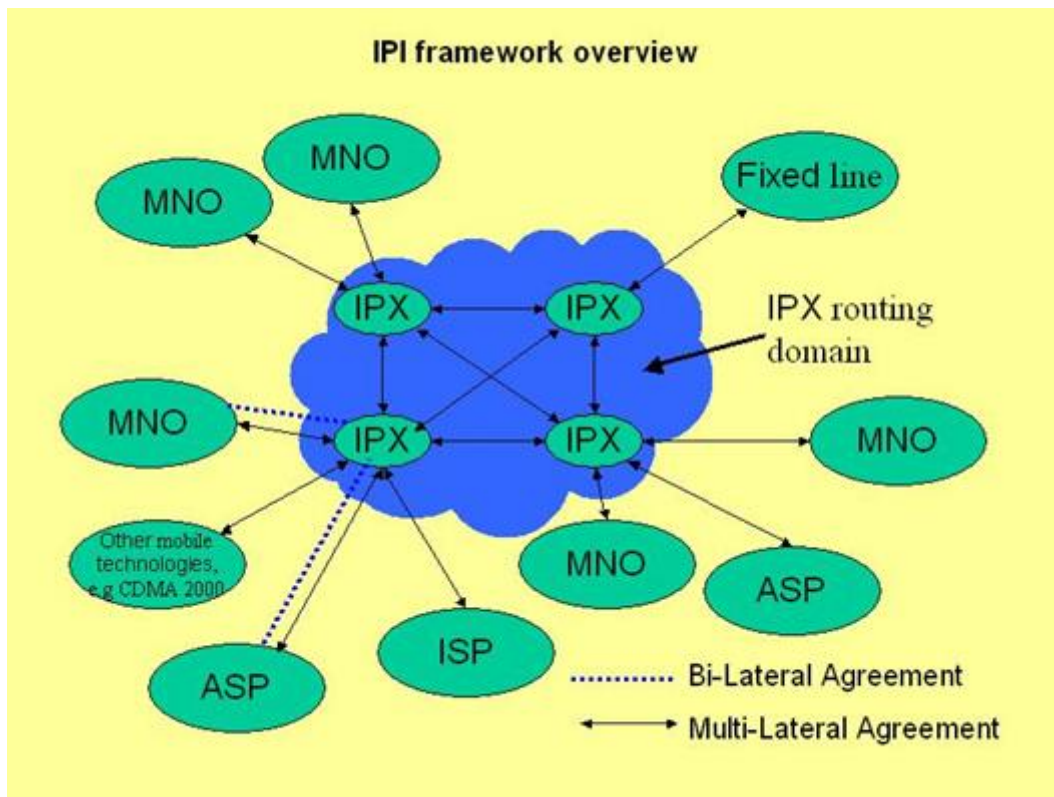 IPI framework overview
MNO
MNO
Fixed line
IPX
IPX
IPX routing
domain
MNO
IPX
IPX
MNO
Other mobile
technologies,
e.g CDMA 2000
MNO
ASP
ISP
ASP
Bi-Lateral Agreement
Multi-Lateral Agreement